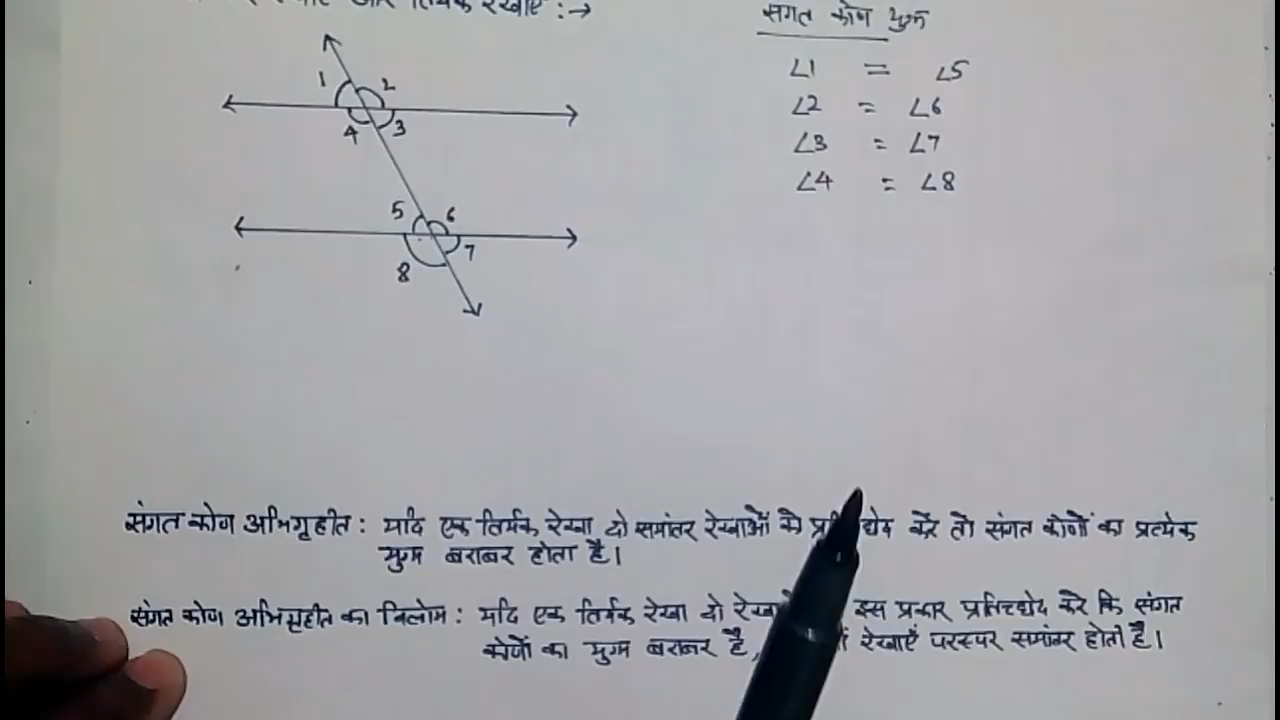 और तिर्यक रेखाएँ :→
संगत कोण युग्म
1 2
4 3
5 6
8 7
∠1 = ∠5
∠2 = ∠6
∠3 = ∠7
∠4 = ∠8
संगत कोण अभिगृहीत : यदि एक तिर्यक रेखा दो समांतर रेखाओं को करे तो संगत कोणों का प्रत्येक
युग्म बराबर होता है।
संगत कोण अभिगृहीत का विलोम : यदि एक तिर्यक रेखा दो इस प्रकार प्रतिच्छेद करे कि संगत
कोणों का युग्म बराबर है, रेखाएँ परस्पर समांतर होती है।